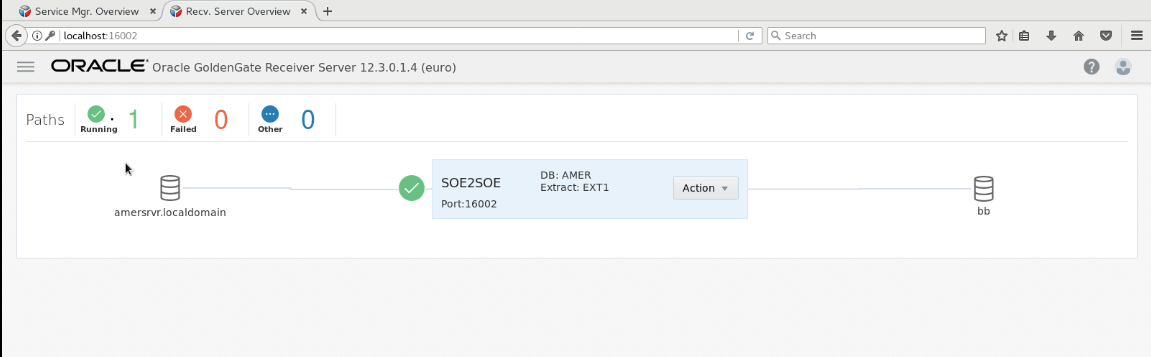 Service Mgr. Overview × Recv. Server Overview × +
localhost:16002 Search
ORACLE Oracle GoldenGate Receiver Server 12.3.0.1.4 (euro)
Paths Running 1 Failed 0 Other 0
SOE2SOE
Port:16002
DB: AMER
Extract: EXT1
Action
amersrvr.localdomain
bb